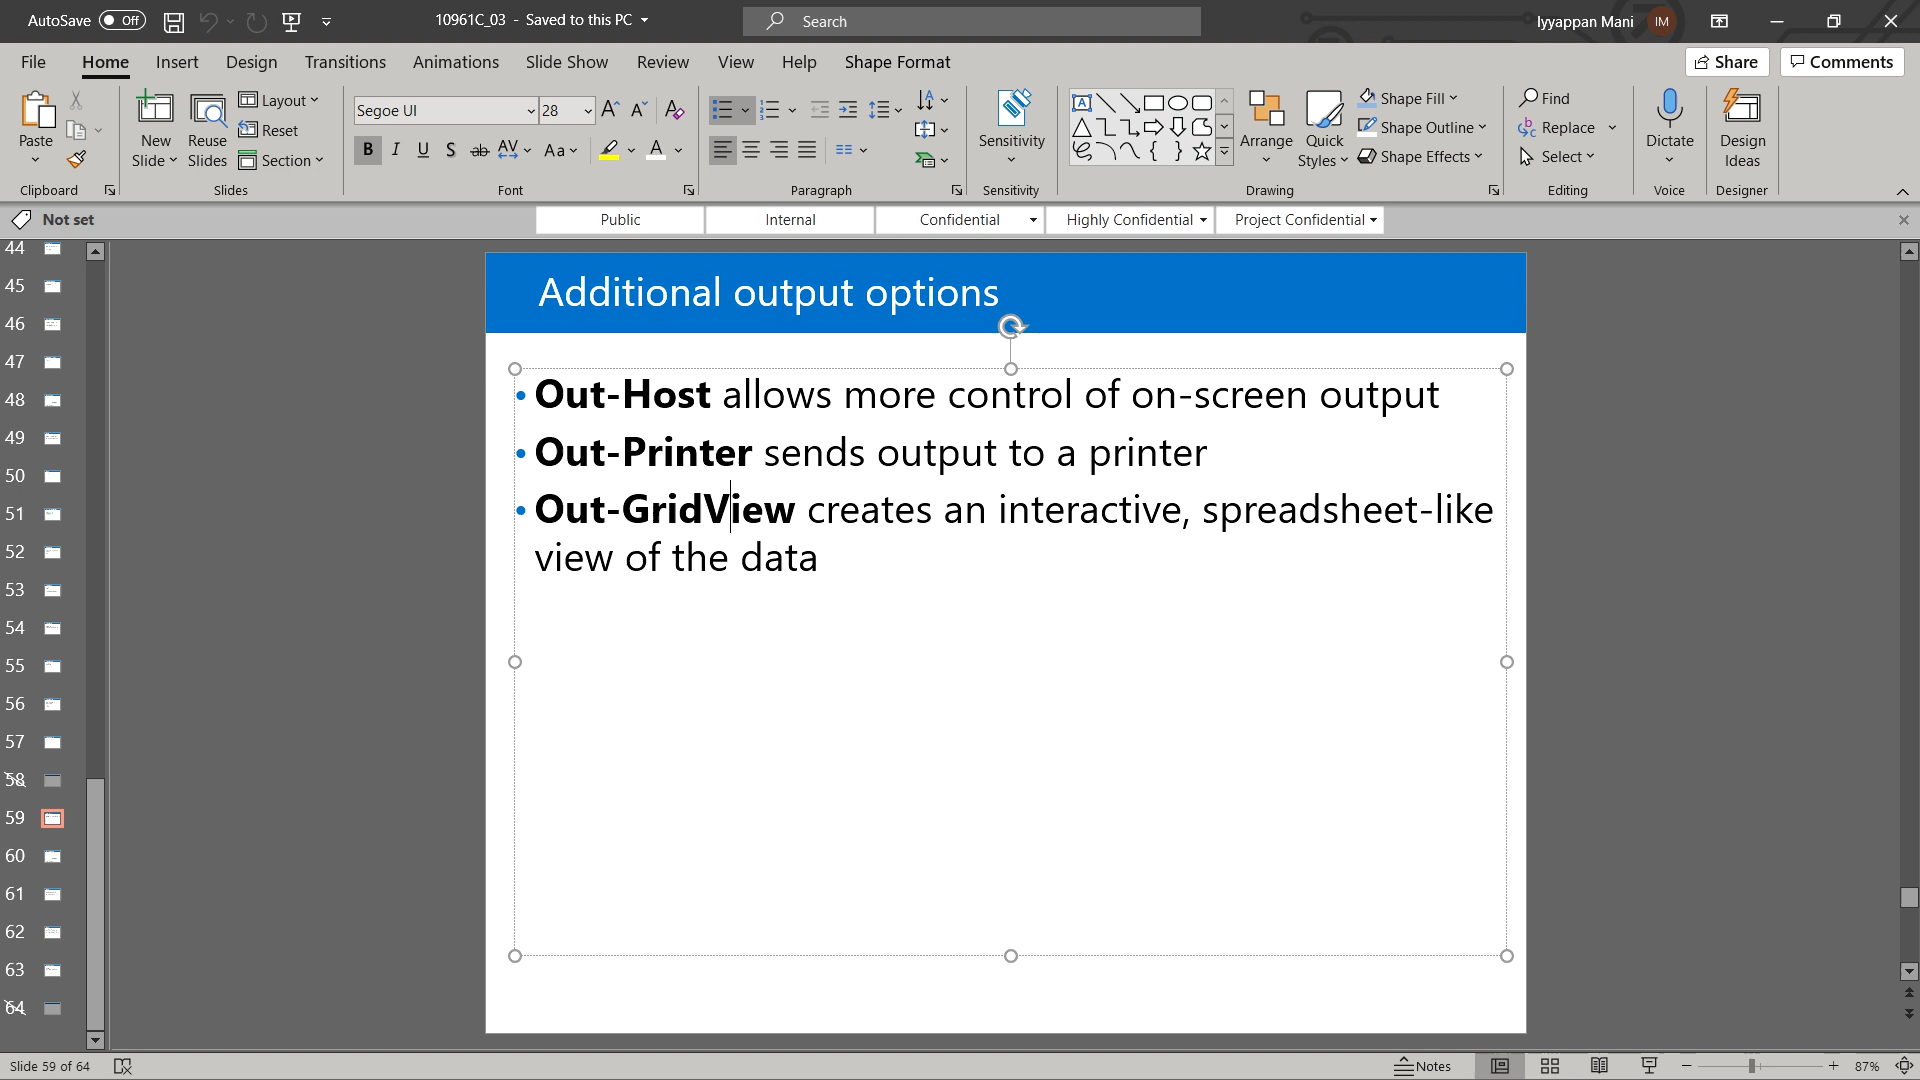 AutoSave Off 10961C_03 - Saved to this PC Search Iyyappan Mani IM
File Home Insert Design Transitions Animations Slide Show Review View Help Shape Format Share Comments
Paste New Slide Reuse Slides Layout Reset Section Segoe UI 28 B I U S ab AV Aa A Sensitivity Arrange Quick Styles Shape Fill Shape Outline Shape Effects Find Replace Select Dictate Design Ideas
Clipboard Slides Font Paragraph Sensitivity Drawing Editing Voice Designer
Not set Public Internal Confidential Highly Confidential Project Confidential
44
45
46
47
48
49
50
51
52
53
54
55
56
57
58
59
60
61
62
63
64
Additional output options
• Out-Host allows more control of on-screen output
• Out-Printer sends output to a printer
• Out-GridView creates an interactive, spreadsheet-like
view of the data
Slide 59 of 64 Notes 87%